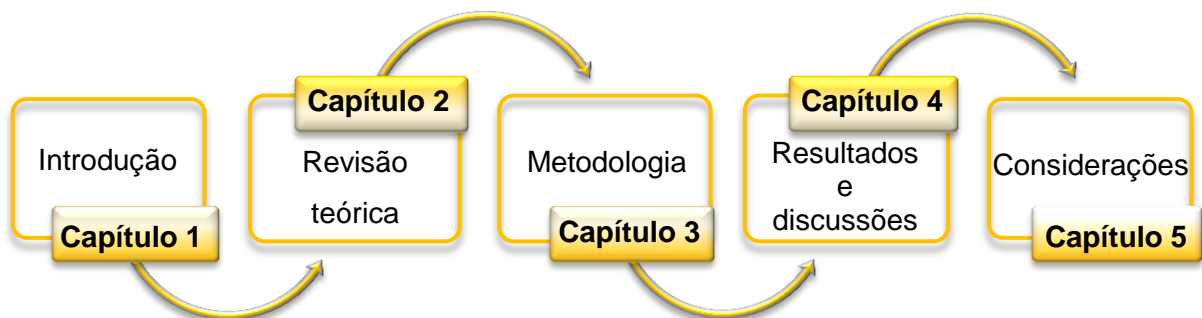 Introdução
Capítulo 1
Capítulo 2
Revisão
teórica
Metodologia
Capítulo 3
Capítulo 4
Resultados
e
discussões
Considerações
Capítulo 5